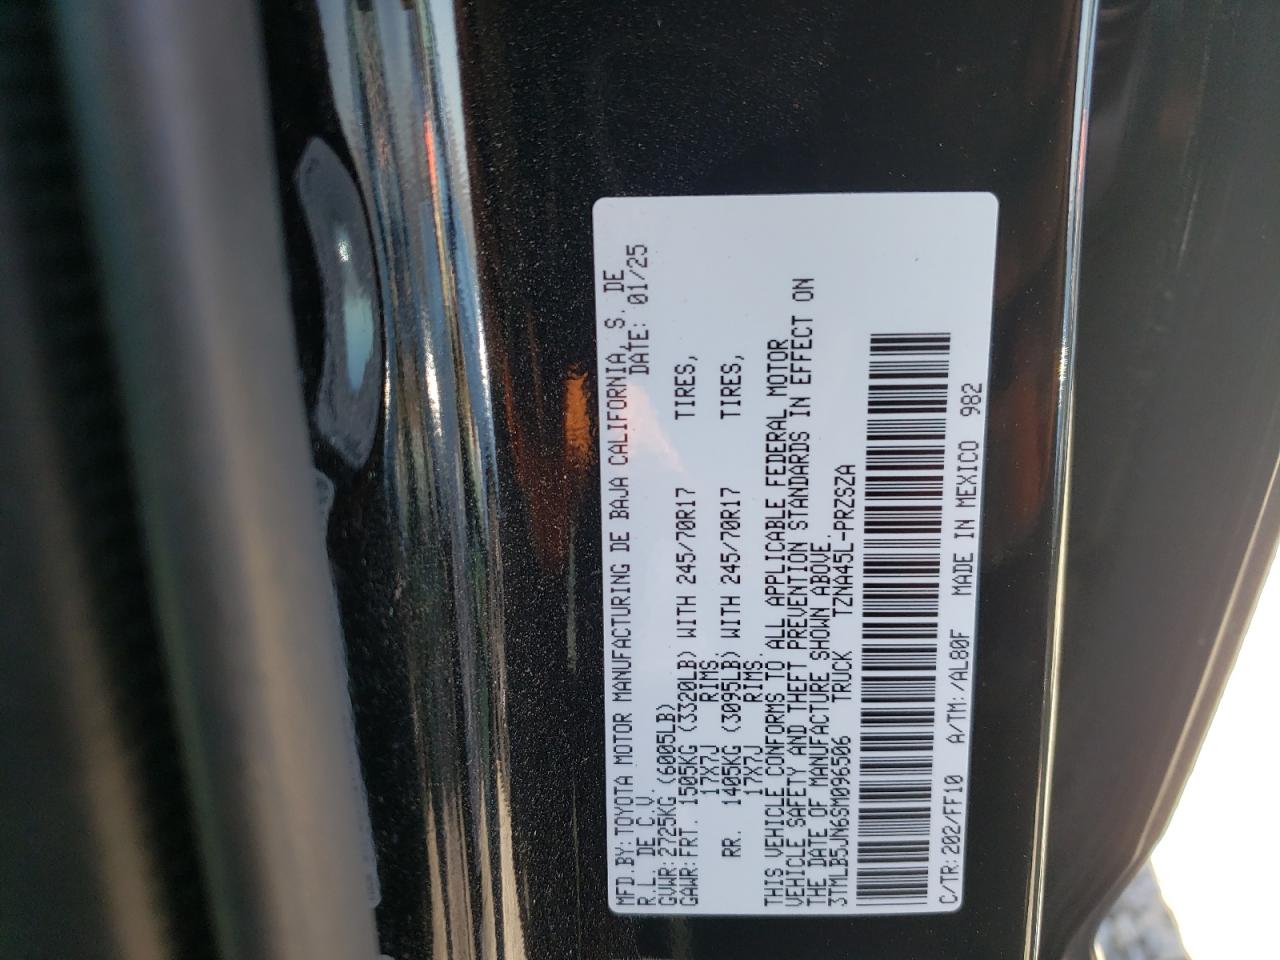 MFD.BY:TOYOTA MOTOR MANUFACTURING DE BAJA CALIFORNIA, S. DE
R.L. DE C.V. DATE: 01/25
GVWR:2725KG (6005LB)
GAWR:FRT. 1505KG (3320LB) WITH 245/70R17 TIRES,
17X7J RIMS.
RR. 1405KG (3095LB) WITH 245/70R17 TIRES,
17X7J RIMS.
THIS VEHICLE CONFORMS TO ALL APPLICABLE FEDERAL MOTOR
VEHICLE SAFETY AND THEFT PREVENTION STANDARDS IN EFFECT ON
THE DATE OF MANUFACTURE SHOWN ABOVE.
3TMLB5JN6SM096506 TRUCK TZNA45L-PRZSZA
C/TR:202/FF10 A/TM:/AL80F MADE IN MEXICO 982